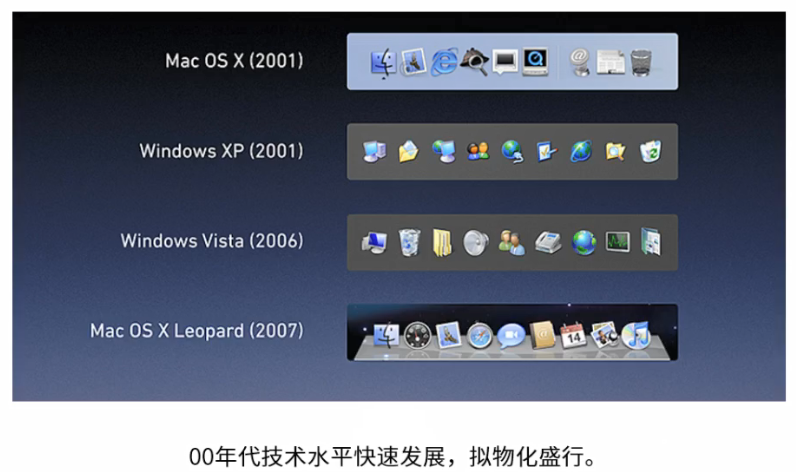 Mac OS X (2001)
Windows XP (2001)
Windows Vista (2006)
Mac OS X Leopard (2007)
14
00年代技术水平快速发展，拟物化盛行。